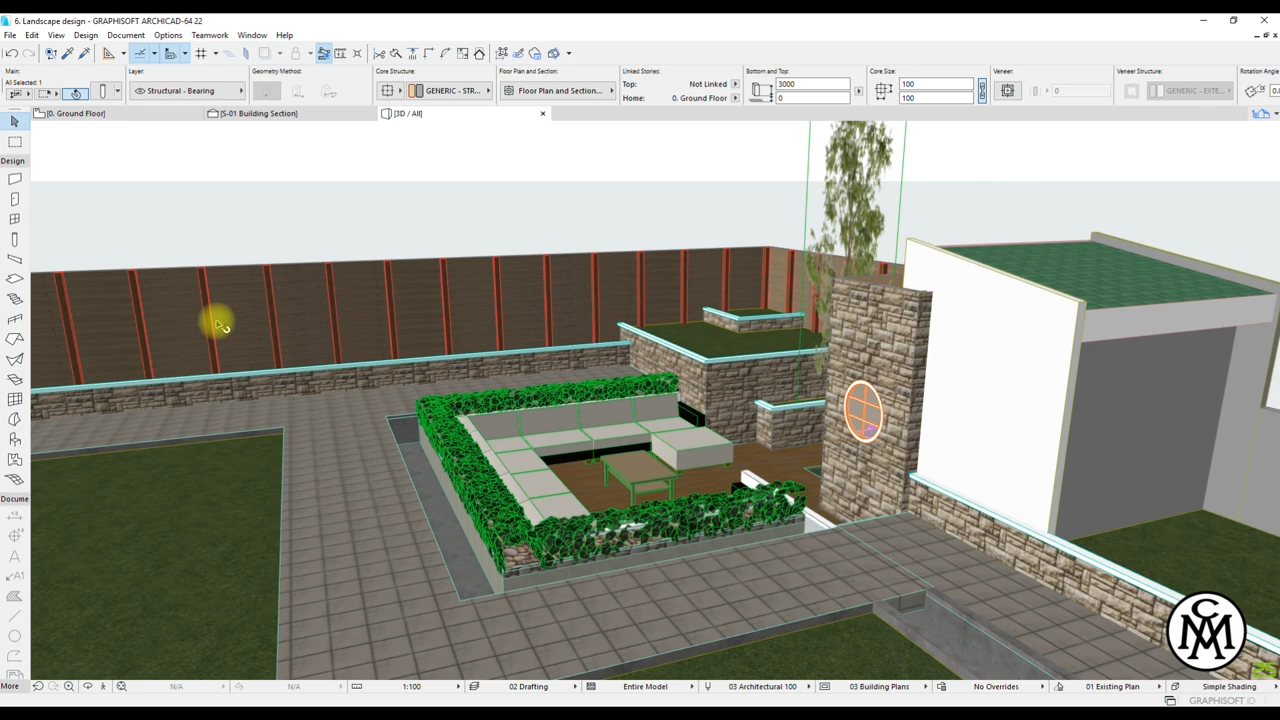 6. Landscape design - GRAPHISOFT ARCHICAD-64 22
File Edit View Design Document Options Teamwork Window Help
Main: Layer: Geometry Method: Core Structure: Floor Plan and Section: Linked Stories: Bottom and Top: Core Size: Veneer: Veneer Structure: Rotation Angle
All Selected: 1 Structural - Bearing GENERIC - STR... Floor Plan and Section... Top: Not Linked 3000 100 0 GENERIC - EXTE... 0.0
Home: 0. Ground Floor 0 100
[0. Ground Floor] [S-01 Building Section] [3D / All]
Design
Docume
A
A1
CAM
25
More N/A N/A 1:100 02 Drafting Entire Model 03 Architectural 100 03 Building Plans No Overrides 01 Existing Plan Simple Shading
GRAPHISOFT ID